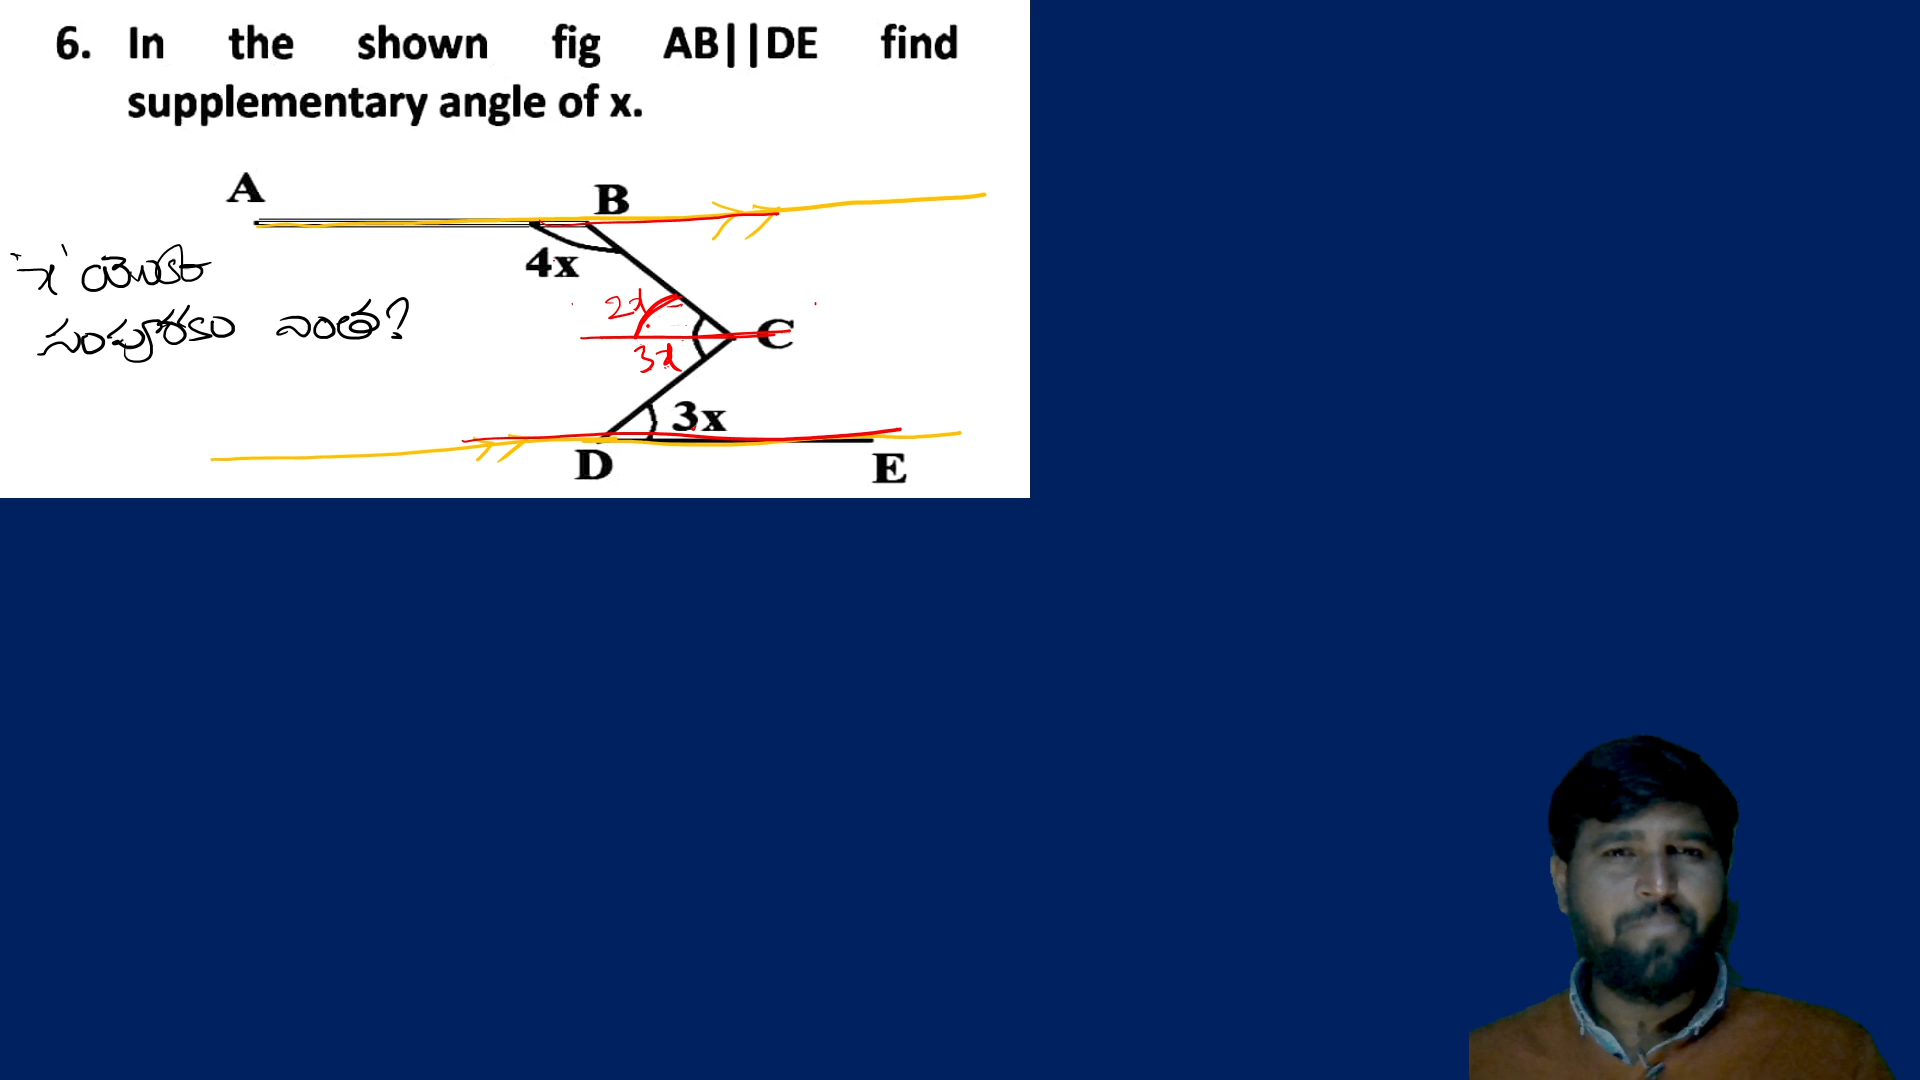 6. In the shown fig AB||DE find
supplementary angle of x.
A
B
'x' యొక్క
4x
సంపూరకం ఎంత?
2x
C
3x
3x
D
E